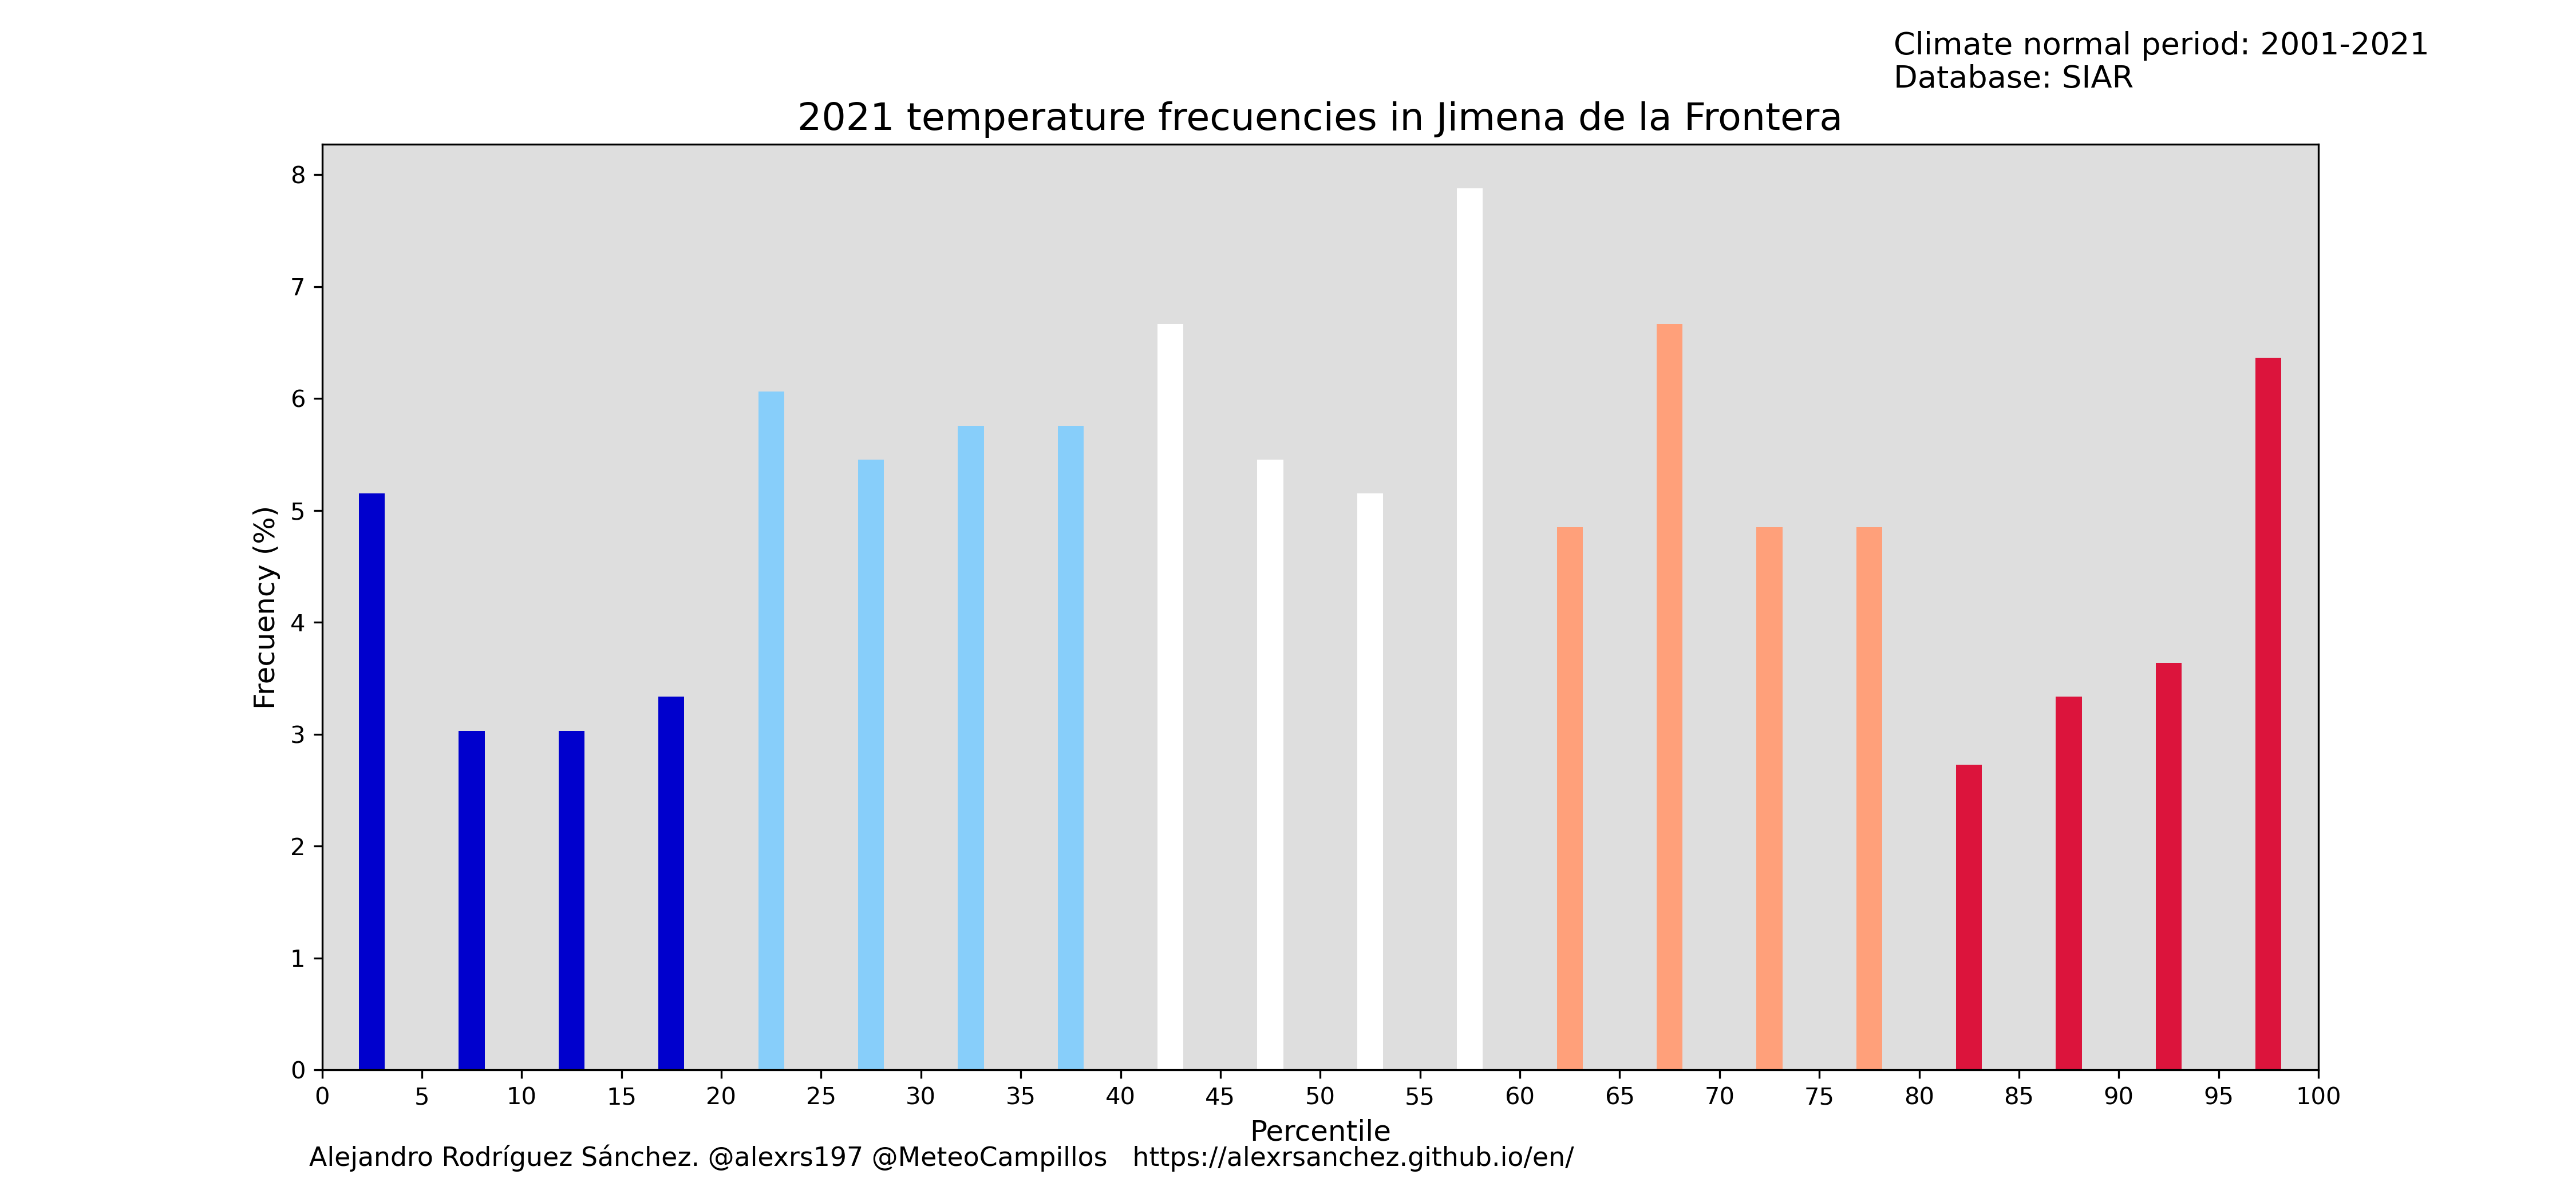 Climate normal period: 2001-2021
Database: SIAR
2021 temperature frecuencies in Jimena de la Frontera
8
7
6
5
4
3
2
1
0
Frecuency (%)
0 5 10 15 20 25 30 35 40 45 50 55 60 65 70 75 80 85 90 95 100
Percentile
Alejandro Rodríguez Sánchez. @alexrs197 @MeteoCampillos https://alexrsanchez.github.io/en/